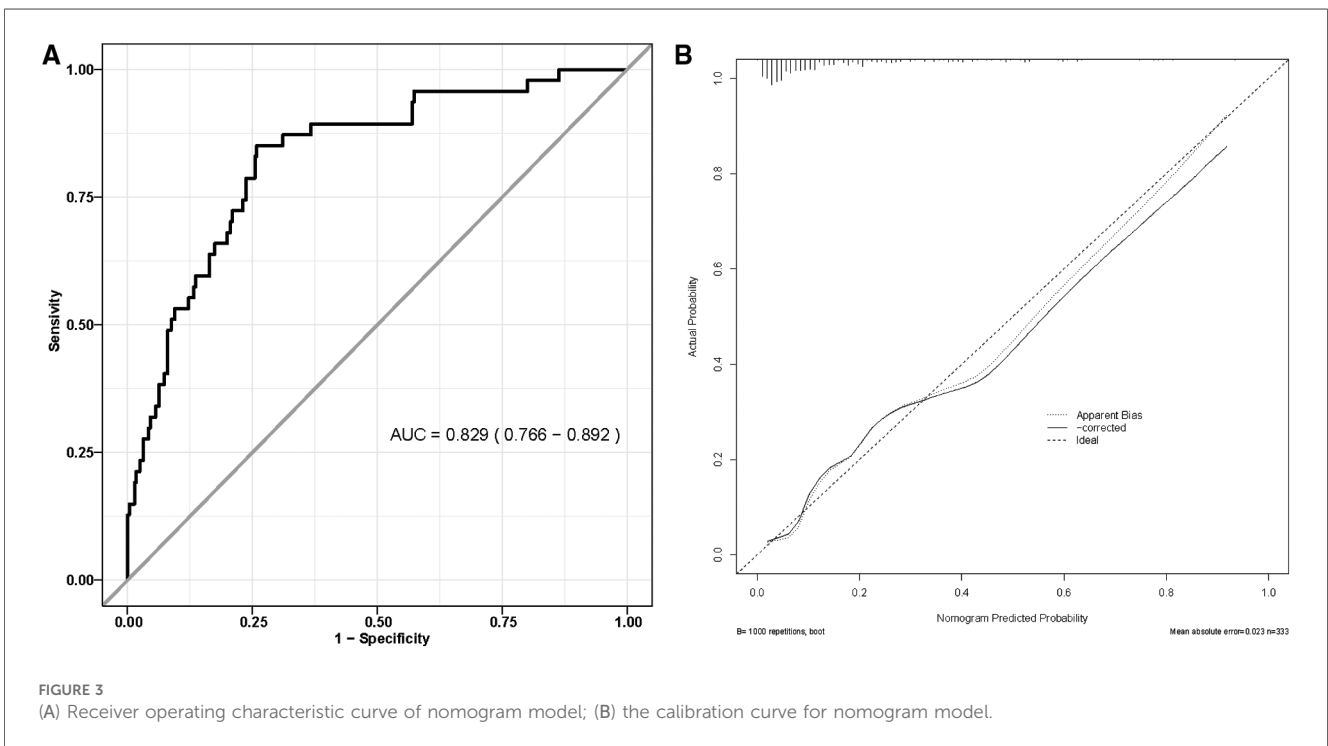 A
1.00
0.75
0.50
0.25
0.00
Sensivity
AUC = 0.829 ( 0.766 − 0.892 )
0.00 0.25 0.50 0.75 1.00
1 − Specificity
B
1.0
0.8
0.6
0.4
0.2
0.0
Actual Probability
Apparent Bias
-corrected
Ideal
0.0 0.2 0.4 0.6 0.8 1.0
Nomogram Predicted Probability
B= 1000 repetitions, boot
Mean absolute error=0.023 n=333
FIGURE 3
(A) Receiver operating characteristic curve of nomogram model; (B) the calibration curve for nomogram model.